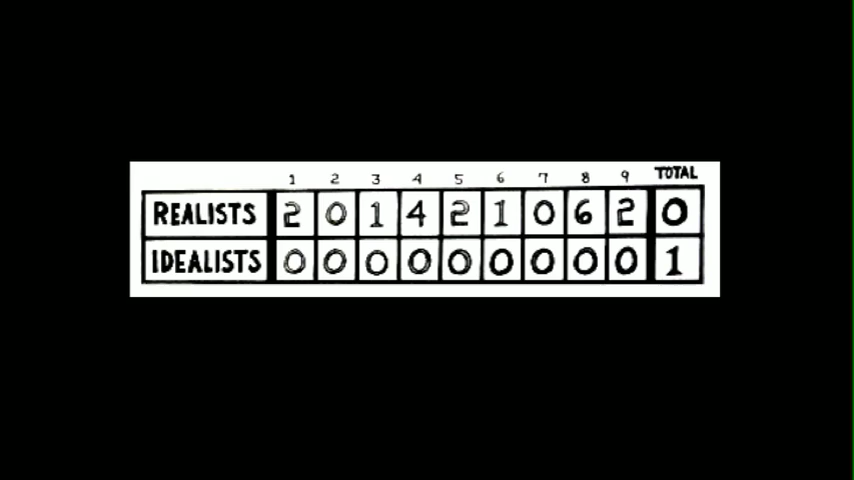 1 2 3 4 5 6 7 8 9 TOTAL
REALISTS 2 0 1 4 2 1 0 6 2 0
IDEALISTS 0 0 0 0 0 0 0 0 0 1